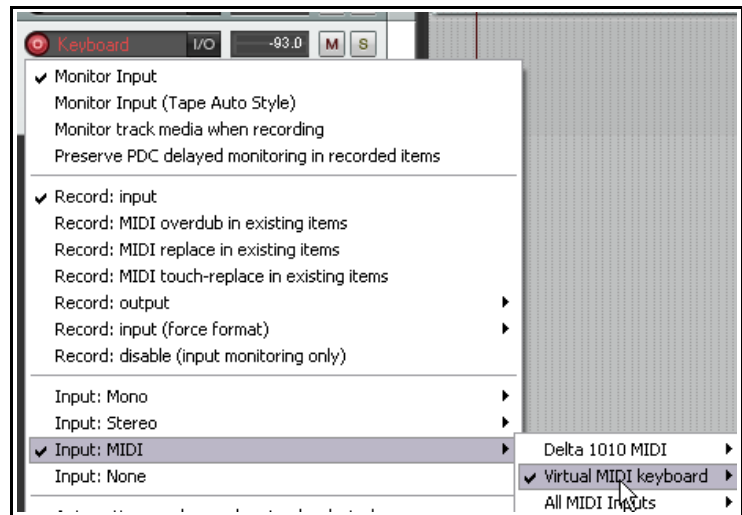 Keyboard I/O -93.0 M S
Monitor Input
Monitor Input (Tape Auto Style)
Monitor track media when recording
Preserve PDC delayed monitoring in recorded items
Record: input
Record: MIDI overdub in existing items
Record: MIDI replace in existing items
Record: MIDI touch-replace in existing items
Record: output
Record: input (force format)
Record: disable (input monitoring only)
Input: Mono
Input: Stereo
Input: MIDI
Delta 1010 MIDI
Input: None
Virtual MIDI keyboard
All MIDI Inputs